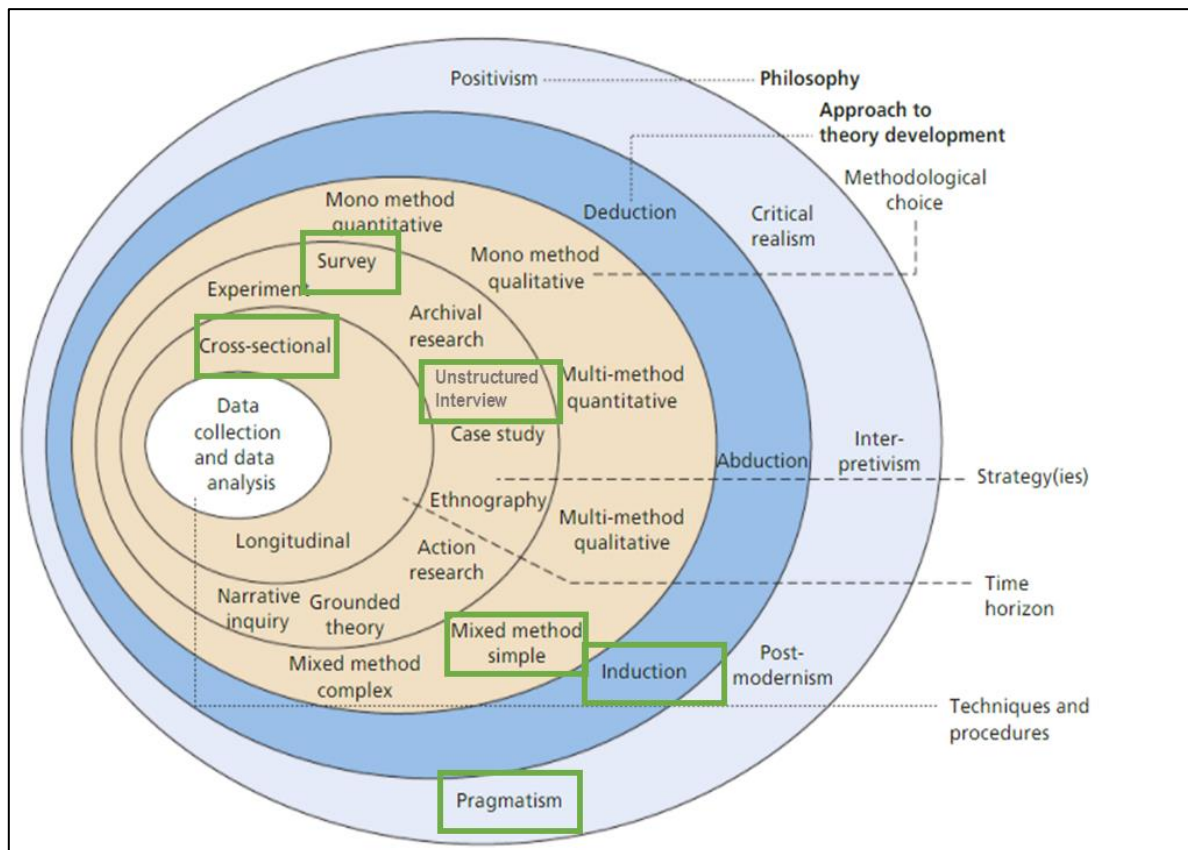 Positivism
Philosophy
Approach to
theory development
Methodological
choice
Mono method
quantitative
Deduction
Critical
realism
Survey
Mono method
qualitative
Experiment
Archival
research
Cross-sectional
Unstructured
Interview
Multi-method
quantitative
Data
collection
and data
analysis
Case study
Abduction
Inter-
pretivism
Strategy(ies)
Ethnography
Multi-method
qualitative
Longitudinal
Action
research
Time
horizon
Narrative
inquiry
Grounded
theory
Mixed method
simple
Mixed method
complex
Induction
Post-
modernism
Techniques and
procedures
Pragmatism